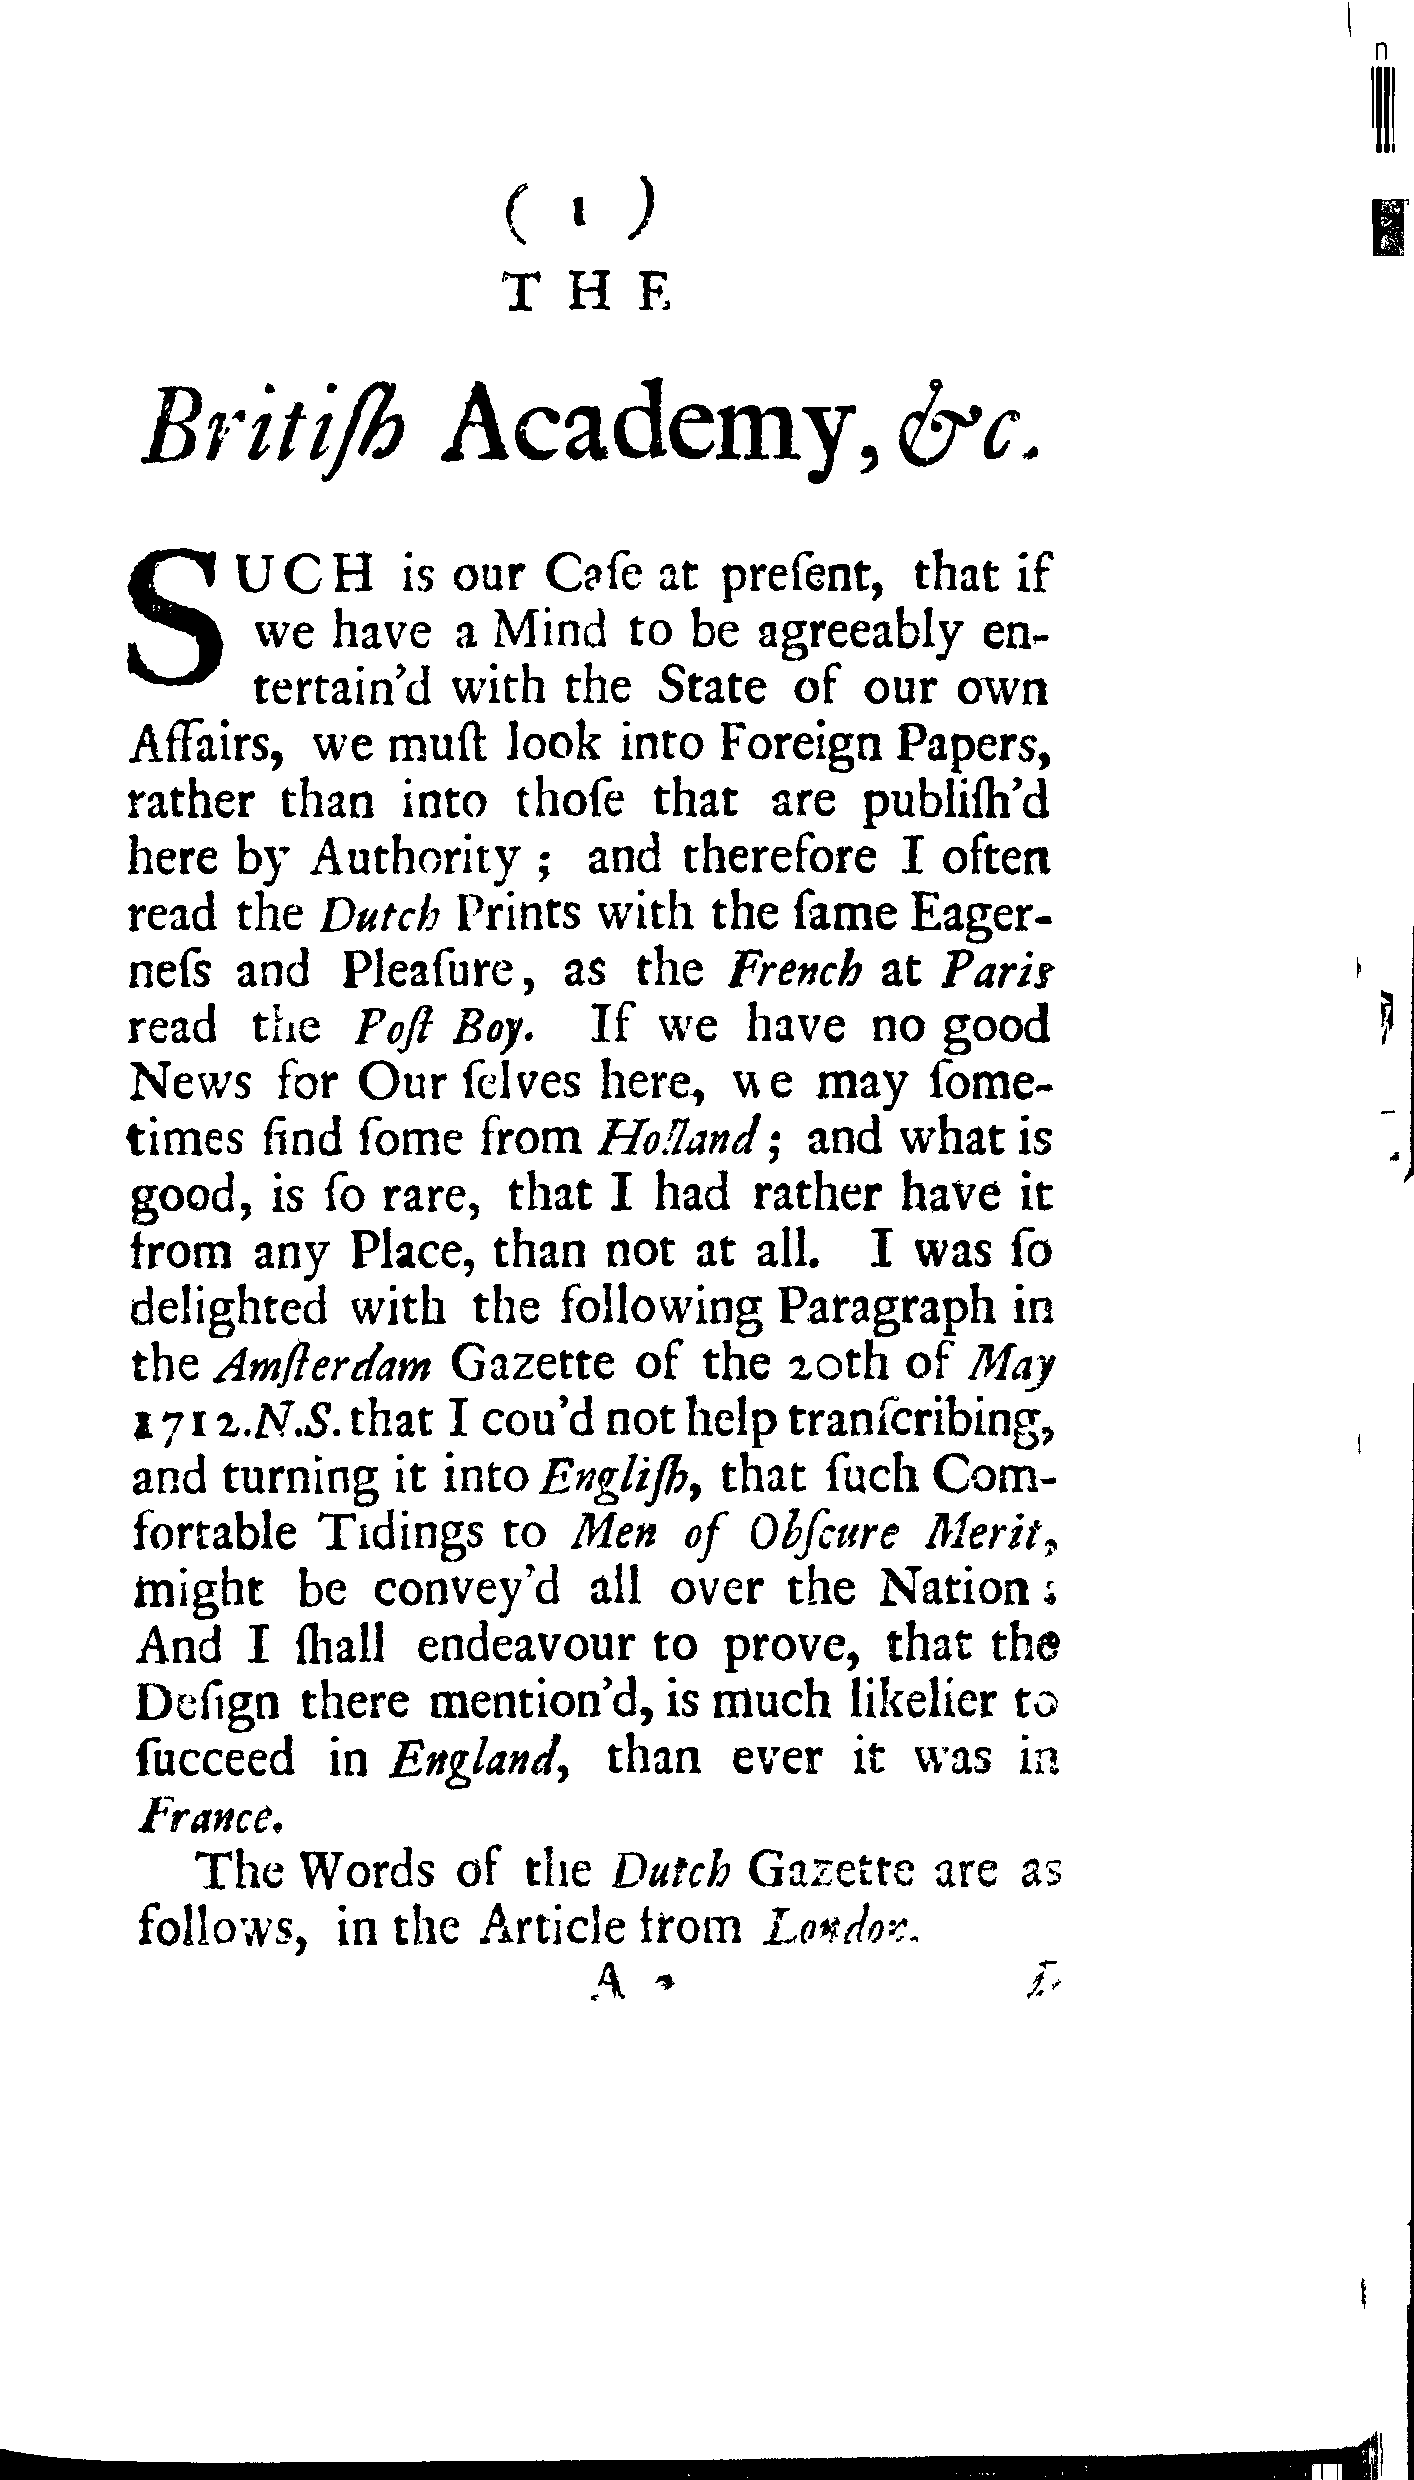 ( 1 )
THE
Britiſh Academy, &c.
SUCH is our Caſe at preſent, that if
we have a Mind to be agreeably en-
tertain'd with the State of our own
Affairs, we muſt look into Foreign Papers,
rather than into thoſe that are publiſh'd
here by Authority ; and therefore I often
read the Dutch Prints with the ſame Eager-
neſs and Pleaſure, as the French at Paris
read the Poſt Boy. If we have no good
News for Our ſelves here, we may ſome-
times find ſome from Holland ; and what is
good, is ſo rare, that I had rather have it
from any Place, than not at all. I was ſo
delighted with the following Paragraph in
the Amſterdam Gazette of the 20th of May
1712. N.S. that I cou'd not help tranſcribing,
and turning it into Engliſh, that ſuch Com-
fortable Tidings to Men of Obſcure Merit,
might be convey'd all over the Nation :
And I ſhall endeavour to prove, that the
Deſign there mention'd, is much likelier to
ſucceed in England, than ever it was in
France.
The Words of the Dutch Gazette are as
follows, in the Article from London.
A